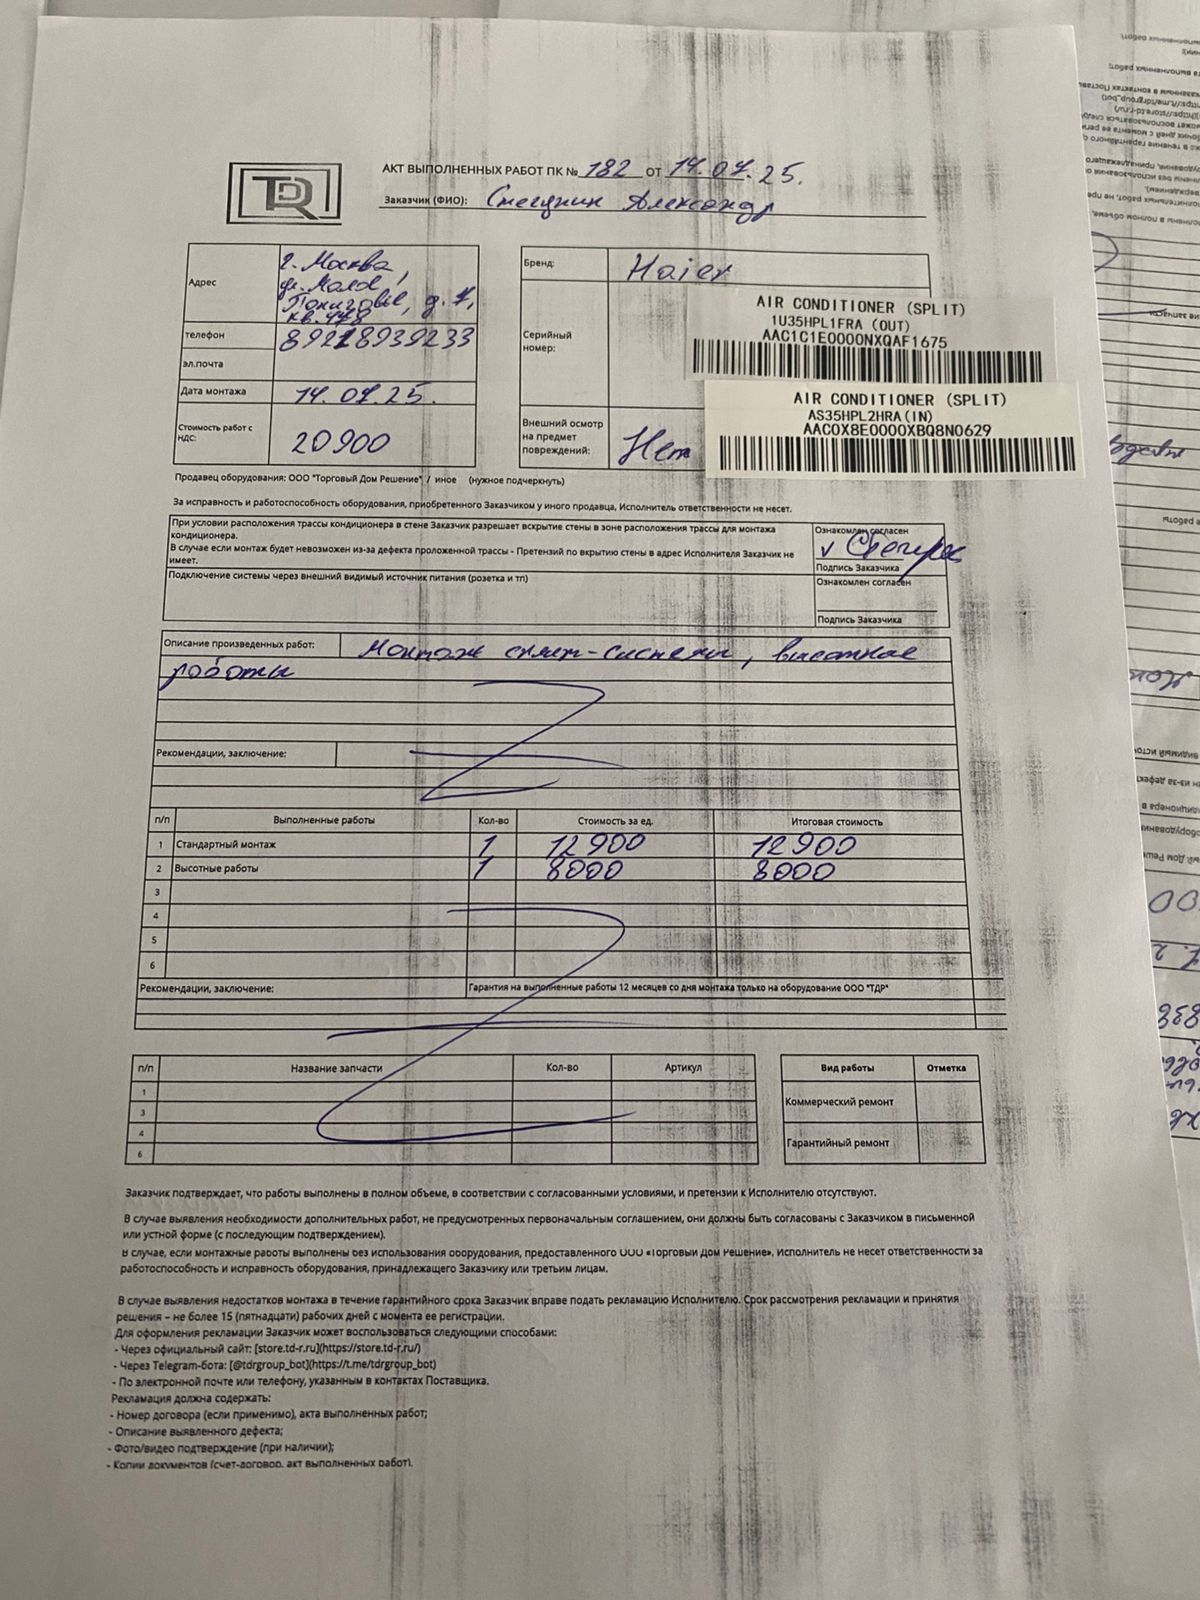 TDR
АКТ ВЫПОЛНЕННЫХ РАБОТ ПК № 182 от 14.07.25.
Заказчик (ФИО): Александр
Адрес
г. Москва,
д. 7,
кв. 478
телефон 89218939233
эл.почта
Дата монтажа 14.07.25.
Стоимость работ с НДС: 20900
Бренд: Haier
Серийный номер:
AIR CONDITIONER (SPLIT)
1U35HPL1FRA (OUT)
AAC1C1E0000NXQAF1675
AIR CONDITIONER (SPLIT)
AS35HPL2HRA(IN)
AAC0X8E0000XBQ8N0629
Внешний осмотр на предмет повреждений: Нет
Продавец оборудования: ООО "Торговый Дом Решение" / иное (нужное подчеркнуть)
За исправность и работоспособность оборудования, приобретенного Заказчиком у иного продавца, Исполнитель ответственности не несет.
При условии расположения трассы кондиционера в стене Заказчик разрешает вскрытие стены в зоне расположения трассы для монтажа
кондиционера.
В случае если монтаж будет невозможен из-за дефекта проложенной трассы - Претензий по вкрытию стены в адрес Исполнителя Заказчик не
имеет.
Ознакомлен согласен
Подпись Заказчика
Подключение системы через внешний видимый источник питания (розетка и тп)
Ознакомлен согласен
Подпись Заказчика
Описание произведенных работ: Монтаж сплит-системы, высотные
работы
Рекомендации, заключение:
п/п Выполненные работы Кол-во Стоимость за ед. Итоговая стоимость
1 Стандартный монтаж 1 12900 12900
2 Высотные работы 1 8000 8000
3
4
5
6
Рекомендации, заключение: Гарантия на выполненные работы 12 месяцев со дня монтажа только на оборудование ООО "ТДР"
п/п Название запчасти Кол-во Артикул
1
3
4
6
Вид работы Отметка
Коммерческий ремонт
Гарантийный ремонт
Заказчик подтверждает, что работы выполнены в полном объеме, в соответствии с согласованными условиями, и претензии к Исполнителю отсутствуют.
В случае выявления необходимости дополнительных работ, не предусмотренных первоначальным соглашением, они должны быть согласованы с Заказчиком в письменной
или устной форме (с последующим подтверждением).
В случае, если монтажные работы выполнены без использования оборудования, предоставленного ООО «Торговый Дом Решение», Исполнитель не несет ответственности за
работоспособность и исправность оборудования, принадлежащего Заказчику или третьим лицам.
В случае выявления недостатков монтажа в течение гарантийного срока Заказчик вправе подать рекламацию Исполнителю. Срок рассмотрения рекламации и принятия
решения – не более 15 (пятнадцати) рабочих дней с момента ее регистрации.
Для оформления рекламации Заказчик может воспользоваться следующими способами:
- Через официальный сайт: [store.td-r.ru](https://store.td-r.ru/)
- Через Telegram-бота: [@tdrgroup_bot](https://t.me/tdrgroup_bot)
- По электронной почте или телефону, указанным в контактах Поставщика.
Рекламация должна содержать:
- Номер договора (если применимо), акта выполненных работ;
- Описание выявленного дефекта;
- Фото/видео подтверждение (при наличии);
- Копии документов (счет-договор, акт выполненных работ).